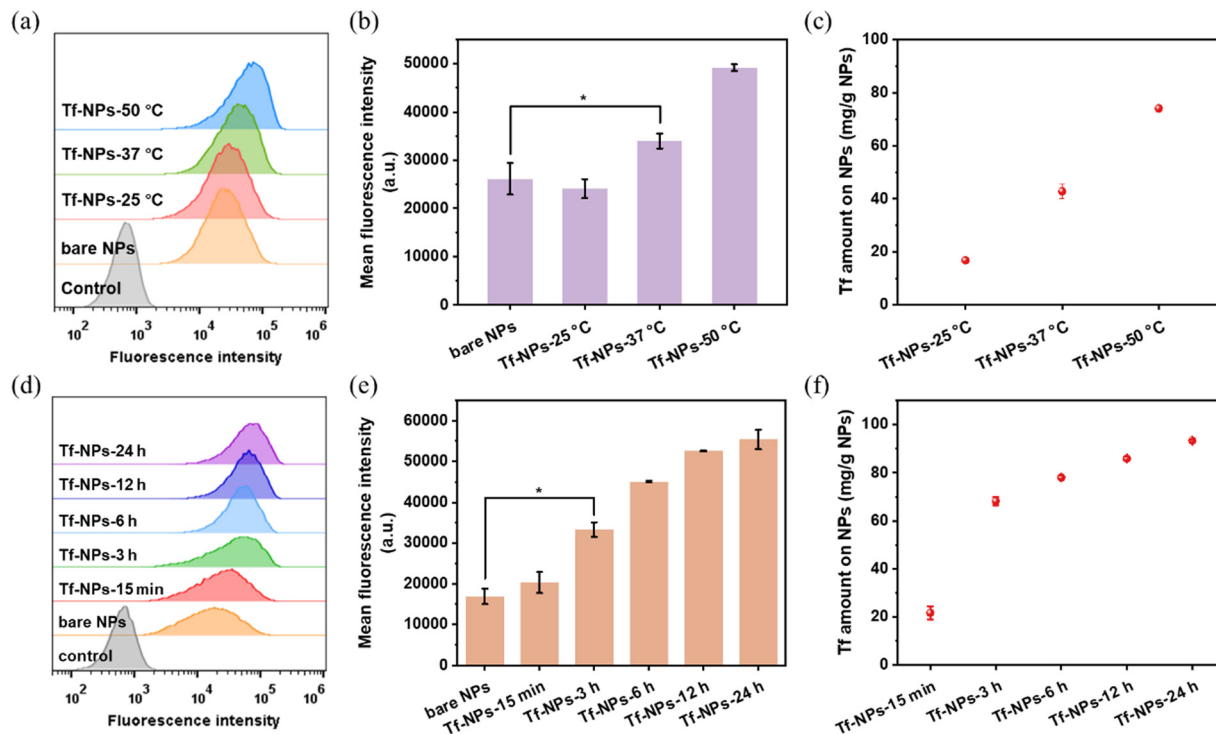 (a)
Tf-NPs-50 °C
Tf-NPs-37 °C
Tf-NPs-25 °C
bare NPs
Control
10² 10³ 10⁴ 10⁵ 10⁶
Fluorescence intensity
(b)
Mean fluorescence intensity
(a.u.)
50000
40000
30000
20000
10000
0
*
bare NPs
Tf-NPs-25 °C
Tf-NPs-37 °C
Tf-NPs-50 °C
(c)
Tf amount on NPs (mg/g NPs)
100
80
60
40
20
0
Tf-NPs-25 °C
Tf-NPs-37 °C
Tf-NPs-50 °C
(d)
Tf-NPs-24 h
Tf-NPs-12 h
Tf-NPs-6 h
Tf-NPs-3 h
Tf-NPs-15 min
bare NPs
control
10² 10³ 10⁴ 10⁵ 10⁶
Fluorescence intensity
(e)
Mean fluorescence intensity
(a.u.)
60000
50000
40000
30000
20000
10000
0
*
bare NPs
Tf-NPs-15 min
Tf-NPs-3 h
Tf-NPs-6 h
Tf-NPs-12 h
Tf-NPs-24 h
(f)
Tf amount on NPs (mg/g NPs)
100
80
60
40
20
0
Tf-NPs-15 min
Tf-NPs-3 h
Tf-NPs-6 h
Tf-NPs-12 h
Tf-NPs-24 h